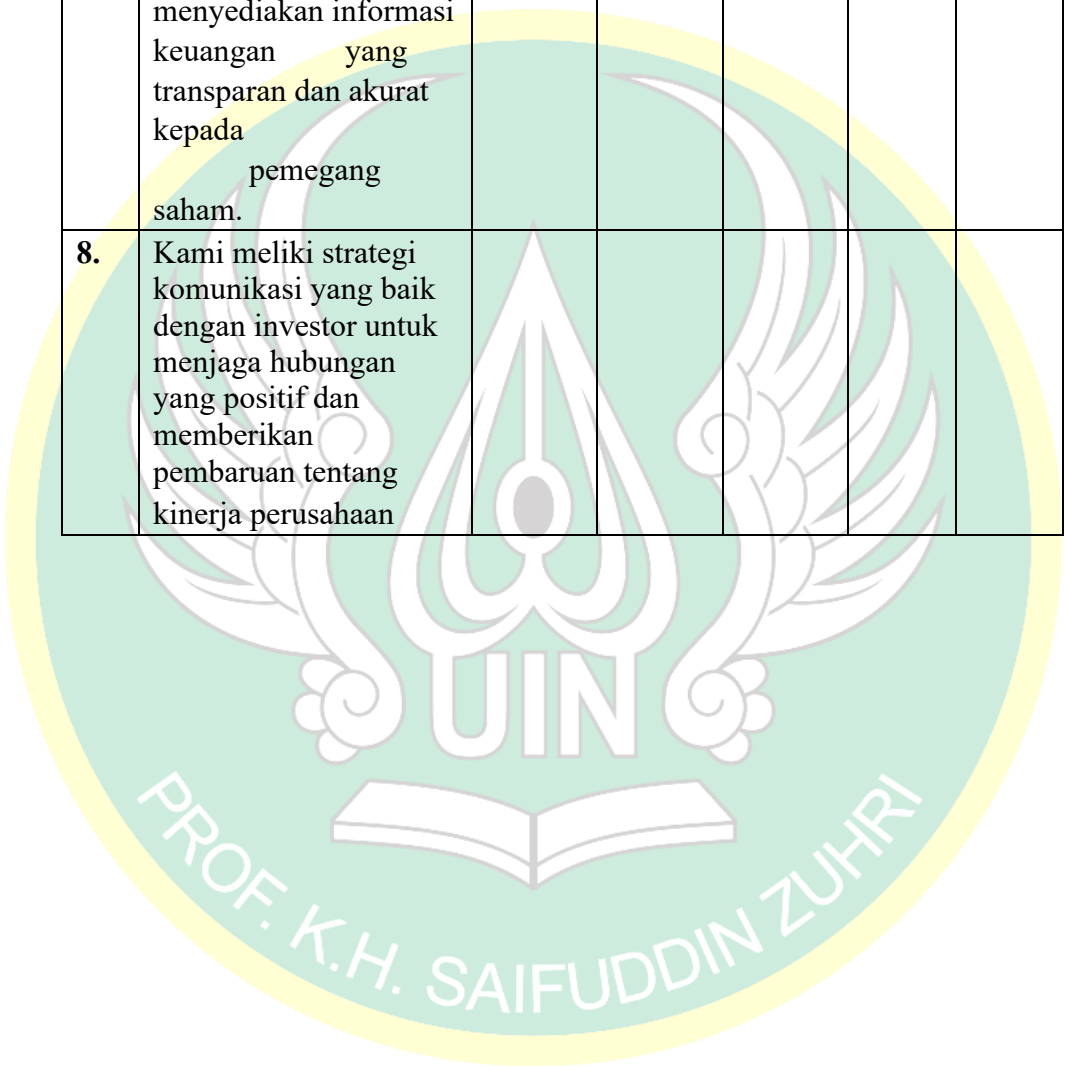 menyediakan informasi
keuangan yang
transparan dan akurat
kepada
pemegang
saham.
8. Kami meliki strategi
komunikasi yang baik
dengan investor untuk
menjaga hubungan
yang positif dan
memberikan
pembaruan tentang
kinerja perusahaan
UIN
PROF. K.H. SAIFUDDIN ZUHRI